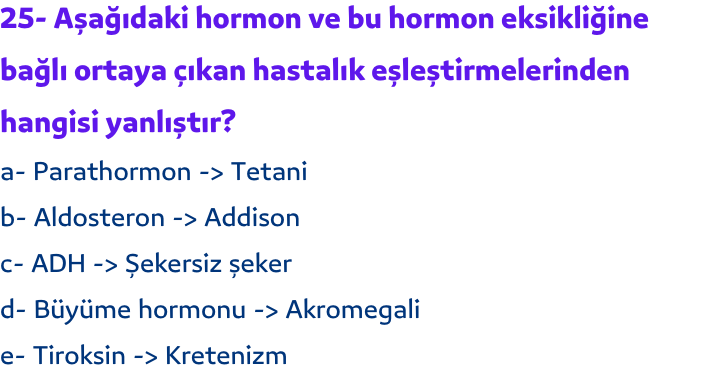 25- Aşağıdaki hormon ve bu hormon eksikliğine
bağlı ortaya çıkan hastalık eşleştirmelerinden
hangisi yanlıştır?
a- Parathormon -> Tetani
b- Aldosteron -> Addison
c- ADH -> Şekersiz şeker
d- Büyüme hormonu -> Akromegali
e- Tiroksin -> Kretenizm